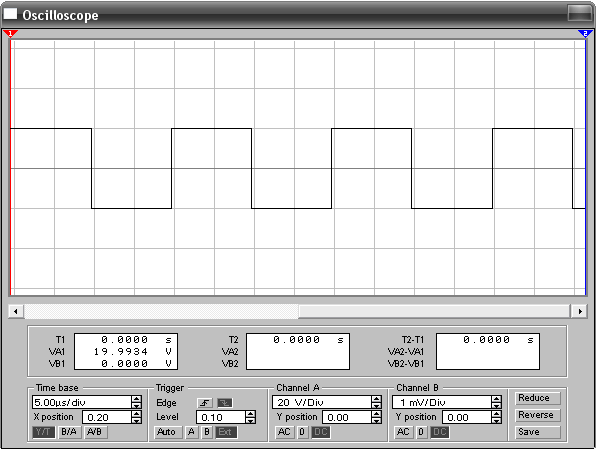 Oscilloscope
1 2
T1 0.0000 s T2 0.0000 s T2-T1 0.0000 s
VA1 19.9934 V VA2 VA2-VA1
VB1 0.0000 V VB2 VB2-VB1
Time base Trigger Channel A Channel B Reduce
5.00µs/div Edge 20 V/Div 1 mV/Div
X position 0.20 Level 0.10 Y position 0.00 Y position 0.00 Reverse
Y/T B/A A/B Auto A B Ext AC 0 DC AC 0 DC Save